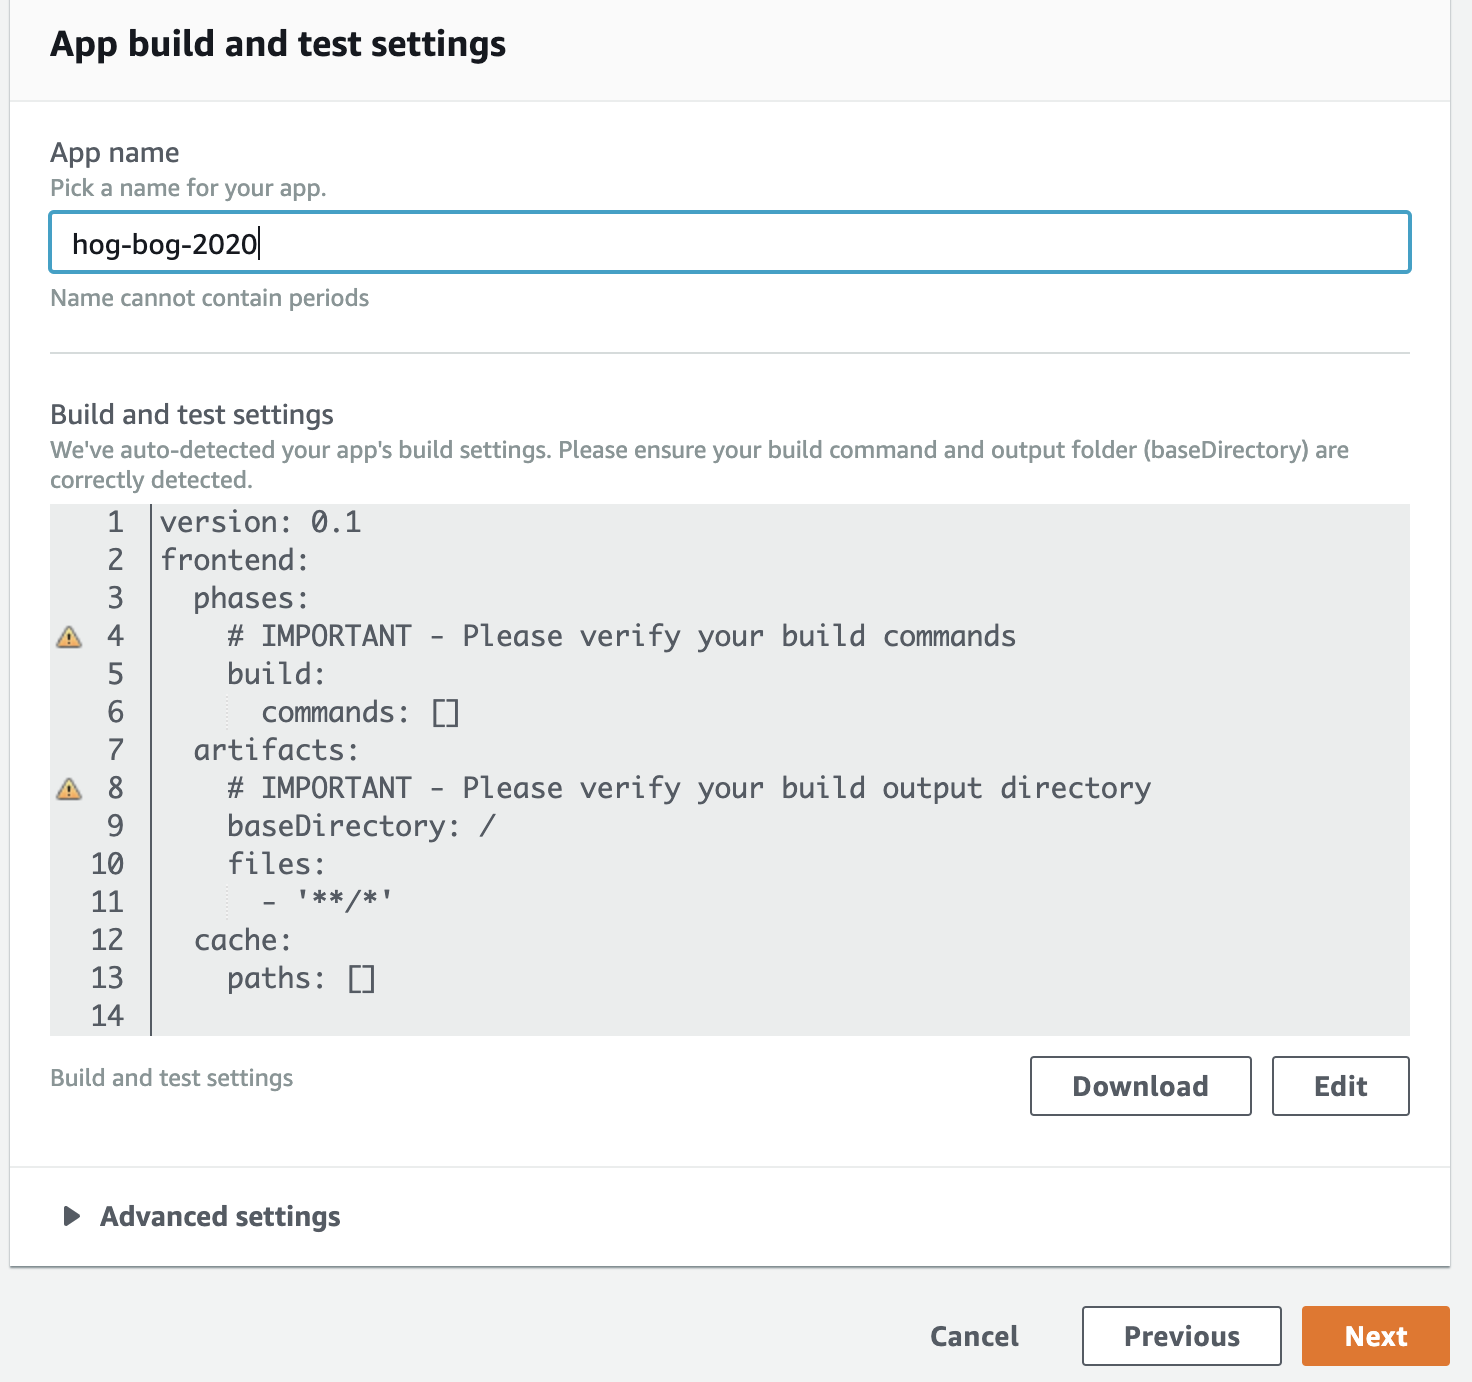 App build and test settings
App name
Pick a name for your app.
hog-bog-2020
Name cannot contain periods
Build and test settings
We've auto-detected your app's build settings. Please ensure your build command and output folder (baseDirectory) are
correctly detected.
1 version: 0.1
2 frontend:
3   phases:
4     # IMPORTANT - Please verify your build commands
5     build:
6       commands: []
7   artifacts:
8     # IMPORTANT - Please verify your build output directory
9     baseDirectory: /
10     files:
11       - '**/*'
12   cache:
13     paths: []
14
Build and test settings
Download Edit
Advanced settings
Cancel Previous Next